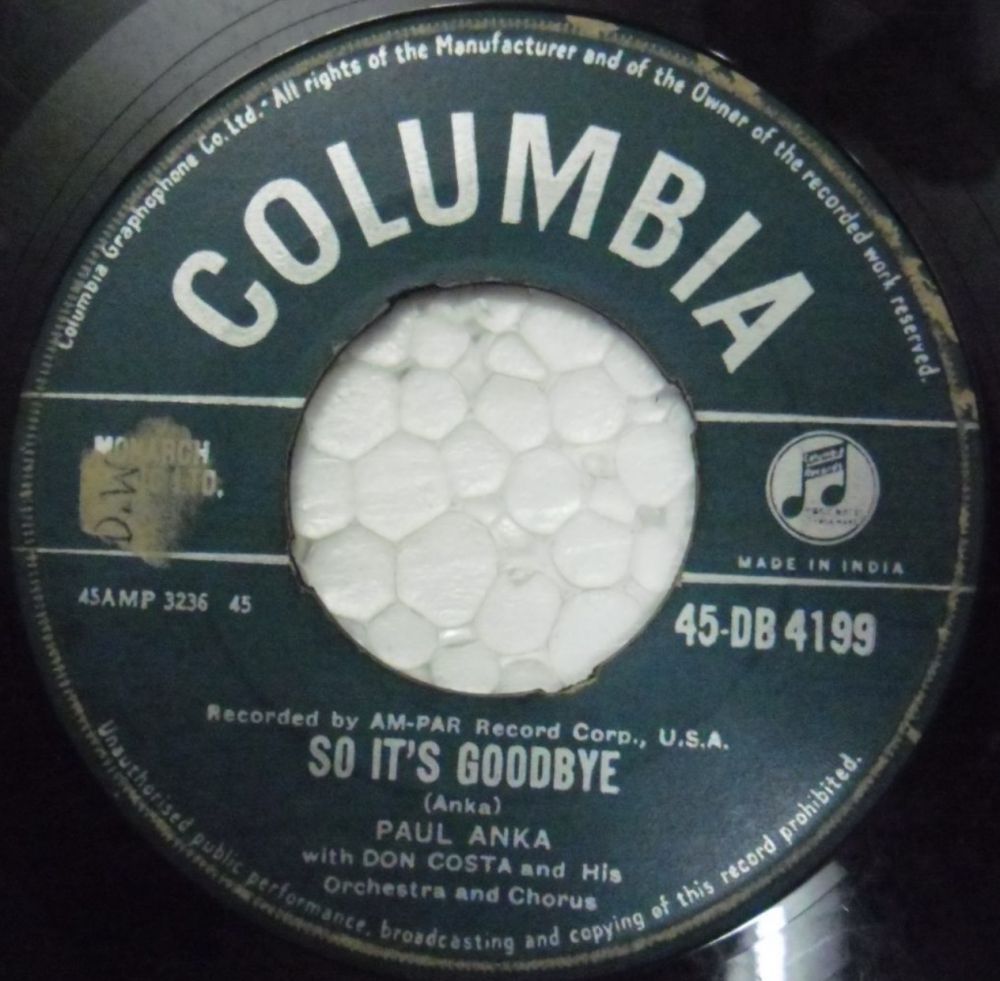 Columbia Graphophone Co. Ltd. · All rights of the Manufacturer and of the Owner of the recorded work reserved.
COLUMBIA
MONARCH
LTD.
D.W
MADE IN INDIA
45AMP 3236 45
45-DB 4199
Recorded by AM-PAR Record Corp., U.S.A.
SO IT'S GOODBYE
(Anka)
PAUL ANKA
with DON COSTA and His
Orchestra and Chorus
Unauthorised public performance, broadcasting and copying of this record prohibited.